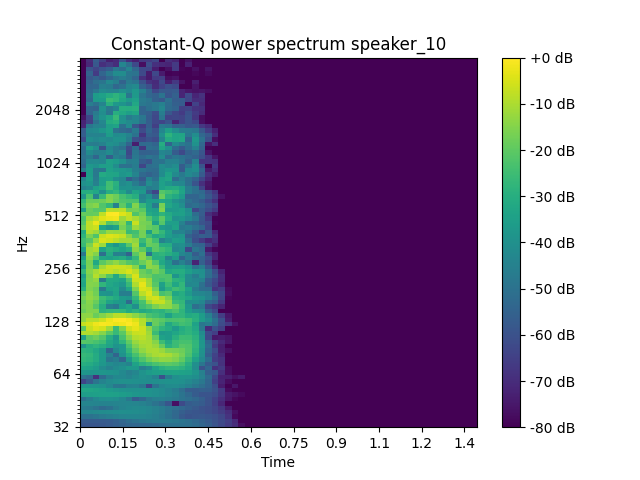 Constant-Q power spectrum speaker_10
Hz
2048
1024
512
256
128
64
32
0 0.15 0.3 0.45 0.6 0.75 0.9 1.1 1.2 1.4
Time
+0 dB
-10 dB
-20 dB
-30 dB
-40 dB
-50 dB
-60 dB
-70 dB
-80 dB